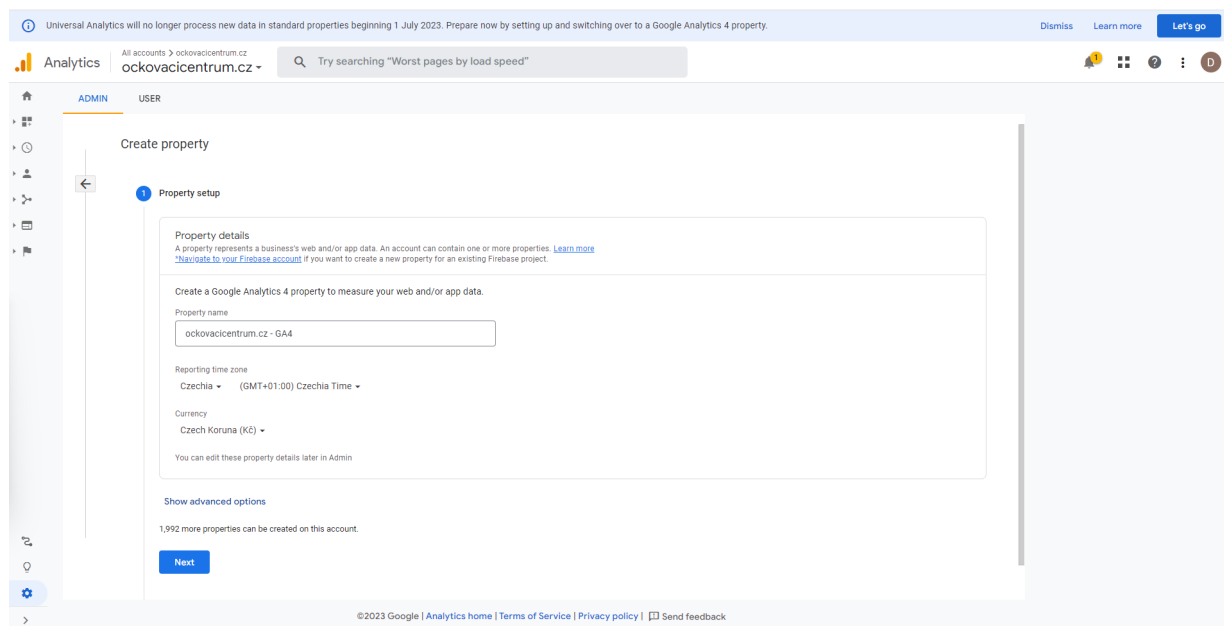 Universal Analytics will no longer process new data in standard properties beginning 1 July 2023. Prepare now by setting up and switching over to a Google Analytics 4 property.
Dismiss
Learn more
Let's go
Analytics
All accounts > ockovacicentrum.cz
ockovacicentrum.cz
Try searching "Worst pages by load speed"
1
D
ADMIN
USER
Create property
1
Property setup
Property details
A property represents a business's web and/or app data. An account can contain one or more properties. Learn more
*Navigate to your Firebase account if you want to create a new property for an existing Firebase project.
Create a Google Analytics 4 property to measure your web and/or app data.
Property name
ockovacicentrum.cz - GA4
Reporting time zone
Czechia
(GMT+01:00) Czechia Time
Currency
Czech Koruna (Kč)
You can edit these property details later in Admin
Show advanced options
1,992 more properties can be created on this account.
Next
©2023 Google | Analytics home | Terms of Service | Privacy policy | Send feedback